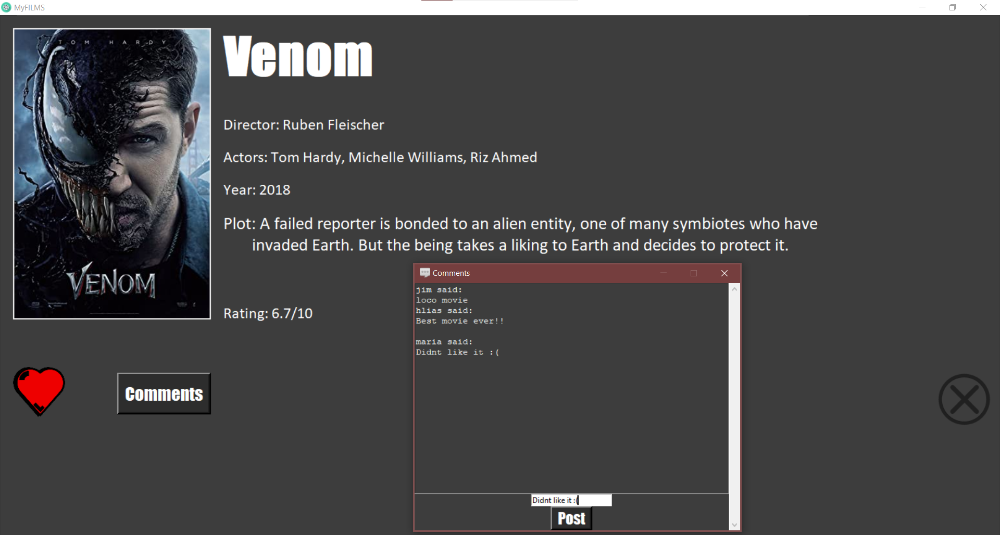 MyFILMS
TOM HARDY
VENOM
Venom
Director: Ruben Fleischer
Actors: Tom Hardy, Michelle Williams, Riz Ahmed
Year: 2018
Plot: A failed reporter is bonded to an alien entity, one of many symbiotes who have
invaded Earth. But the being takes a liking to Earth and decides to protect it.
Rating: 6.7/10
Comments
Comments
jim said:
loco movie
hlias said:
Best movie ever!!
maria said:
Didnt like it :(
Didnt like it :(
Post